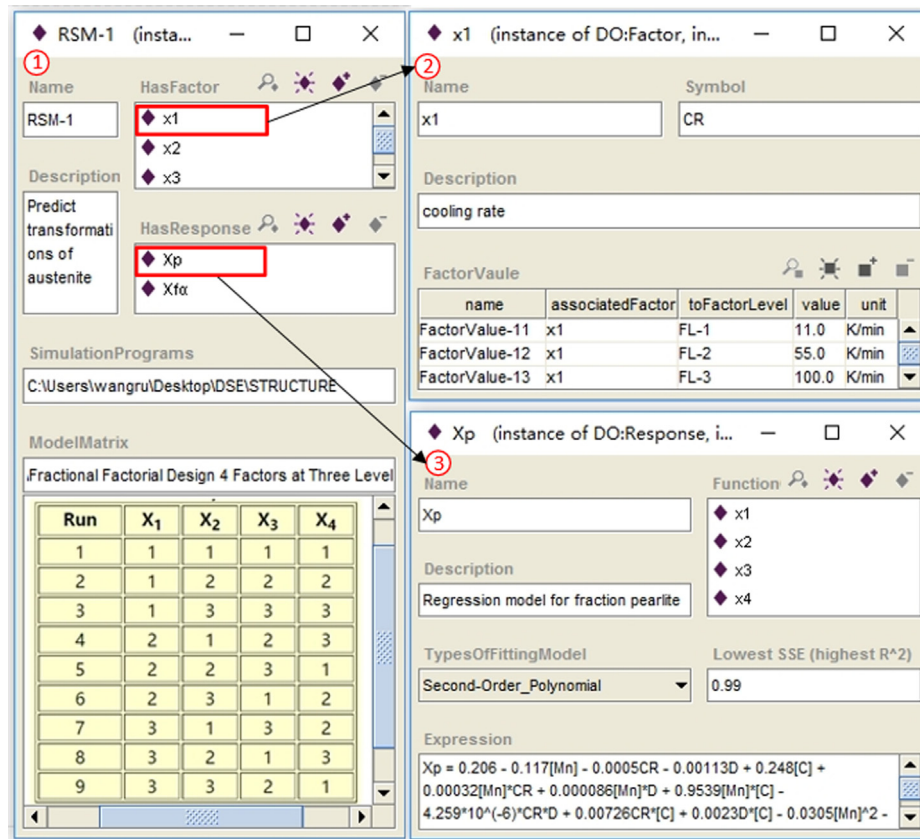 RSM-1 (insta...
①
Name
HasFactor
RSM-1
x1
x2
x3
Description
Predict
transformati
ons of
austenite
HasResponse
Xp
Xfα
SimulationPrograms
C:\Users\wangru\Desktop\DSE\STRUCTURE
ModelMatrix
Fractional Factorial Design 4 Factors at Three Level
Run X1 X2 X3 X4
1 1 1 1 1
2 1 2 2 2
3 1 3 3 3
4 2 1 2 3
5 2 2 3 1
6 2 3 1 2
7 3 1 3 2
8 3 2 1 3
9 3 3 2 1
x1 (instance of DO:Factor, in...
②
Name
Symbol
x1
CR
Description
cooling rate
FactorVaule
name associatedFactor toFactorLevel value unit
FactorValue-11 x1 FL-1 11.0 K/min
FactorValue-12 x1 FL-2 55.0 K/min
FactorValue-13 x1 FL-3 100.0 K/min
Xp (instance of DO:Response, i...
③
Name
Function
Xp
x1
x2
x3
x4
Description
Regression model for fraction pearlite
TypesOfFittingModel
Lowest SSE (highest R^2)
Second-Order_Polynomial
0.99
Expression
Xp = 0.206 - 0.117[Mn] - 0.0005CR - 0.00113D + 0.248[C] +
0.00032[Mn]*CR + 0.000086[Mn]*D + 0.9539[Mn]*[C] -
4.259*10^(-6)*CR*D + 0.00726CR*[C] + 0.0023D*[C] - 0.0305[Mn]^2 -